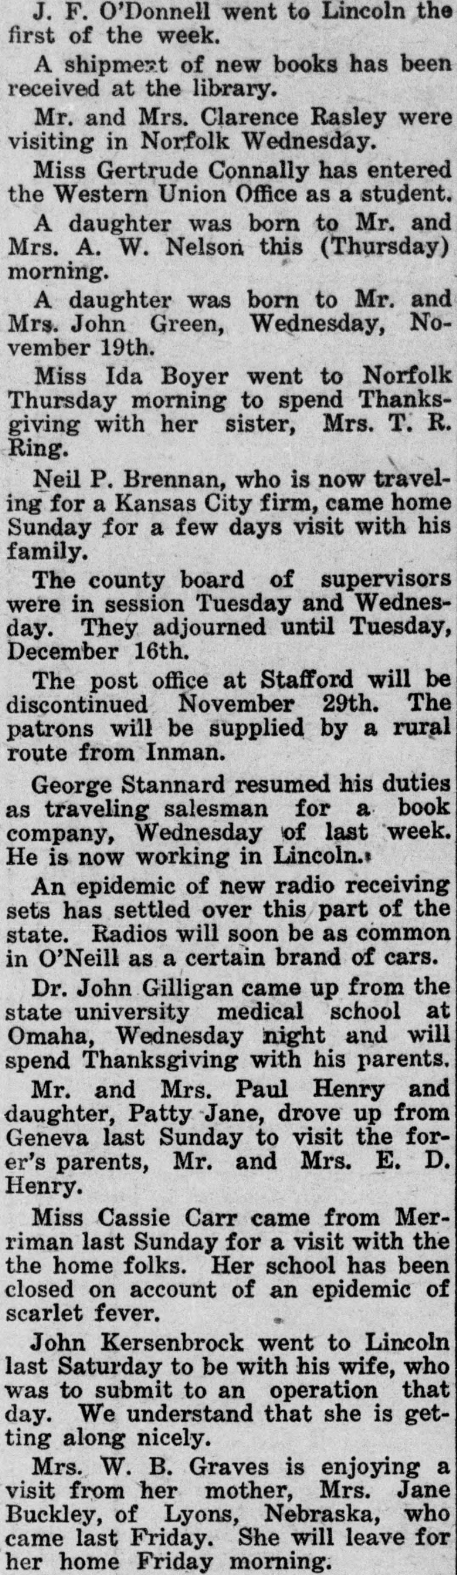 J. F. O'Donnell went to Lincoln the
first of the week.
A shipment of new books has been
received at the library.
Mr. and Mrs. Clarence Rasley were
visiting in Norfolk Wednesday.
Miss Gertrude Connally has entered
the Western Union Office as a student.
A daughter was born to Mr. and
Mrs. A. W. Nelson this (Thursday)
morning.
A daughter was born to Mr. and
Mrs. John Green, Wednesday, No-
vember 19th.
Miss Ida Boyer went to Norfolk
Thursday morning to spend Thanks-
giving with her sister, Mrs. T. R.
Ring.
Neil P. Brennan, who is now travel-
ing for a Kansas City firm, came home
Sunday for a few days visit with his
family.
The county board of supervisors
were in session Tuesday and Wednes-
day. They adjourned until Tuesday,
December 16th.
The post office at Stafford will be
discontinued November 29th. The
patrons will be supplied by a rural
route from Inman.
George Stannard resumed his duties
as traveling salesman for a book
company, Wednesday of last week.
He is now working in Lincoln.
An epidemic of new radio receiving
sets has settled over this part of the
state. Radios will soon be as common
in O'Neill as a certain brand of cars.
Dr. John Gilligan came up from the
state university medical school at
Omaha, Wednesday night and will
spend Thanksgiving with his parents.
Mr. and Mrs. Paul Henry and
daughter, Patty Jane, drove up from
Geneva last Sunday to visit the for-
er's parents, Mr. and Mrs. E. D.
Henry.
Miss Cassie Carr came from Mer-
riman last Sunday for a visit with the
the home folks. Her school has been
closed on account of an epidemic of
scarlet fever.
John Kersenbrock went to Lincoln
last Saturday to be with his wife, who
was to submit to an operation that
day. We understand that she is get-
ting along nicely.
Mrs. W. B. Graves is enjoying a
visit from her mother, Mrs. Jane
Buckley, of Lyons, Nebraska, who
came last Friday. She will leave for
her home Friday morning.